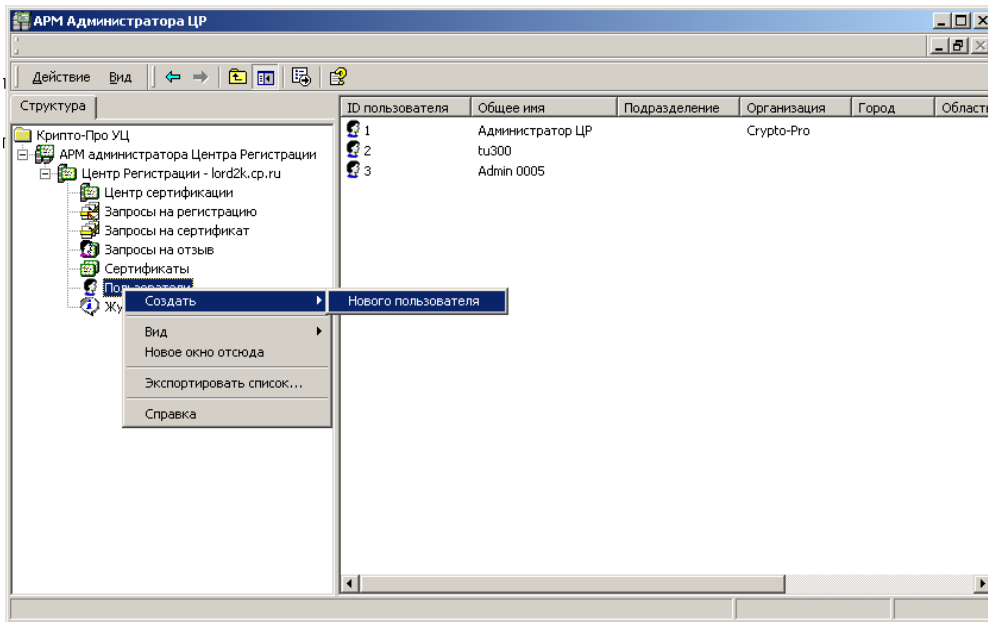 АРМ Администратора ЦР
Действие Вид
Структура
ID пользователя Общее имя Подразделение Организация Город Област
Крипто-Про УЦ
АРМ администратора Центра Регистрации
Центр Регистрации - lord2k.cp.ru
Центр сертификации
Запросы на регистрацию
Запросы на сертификат
Запросы на отзыв
Сертификаты
Пользователи
Жу
1 Администратор ЦР Crypto-Pro
2 tu300
3 Admin 0005
Создать
Нового пользователя
Вид
Новое окно отсюда
Экспортировать список...
Справка